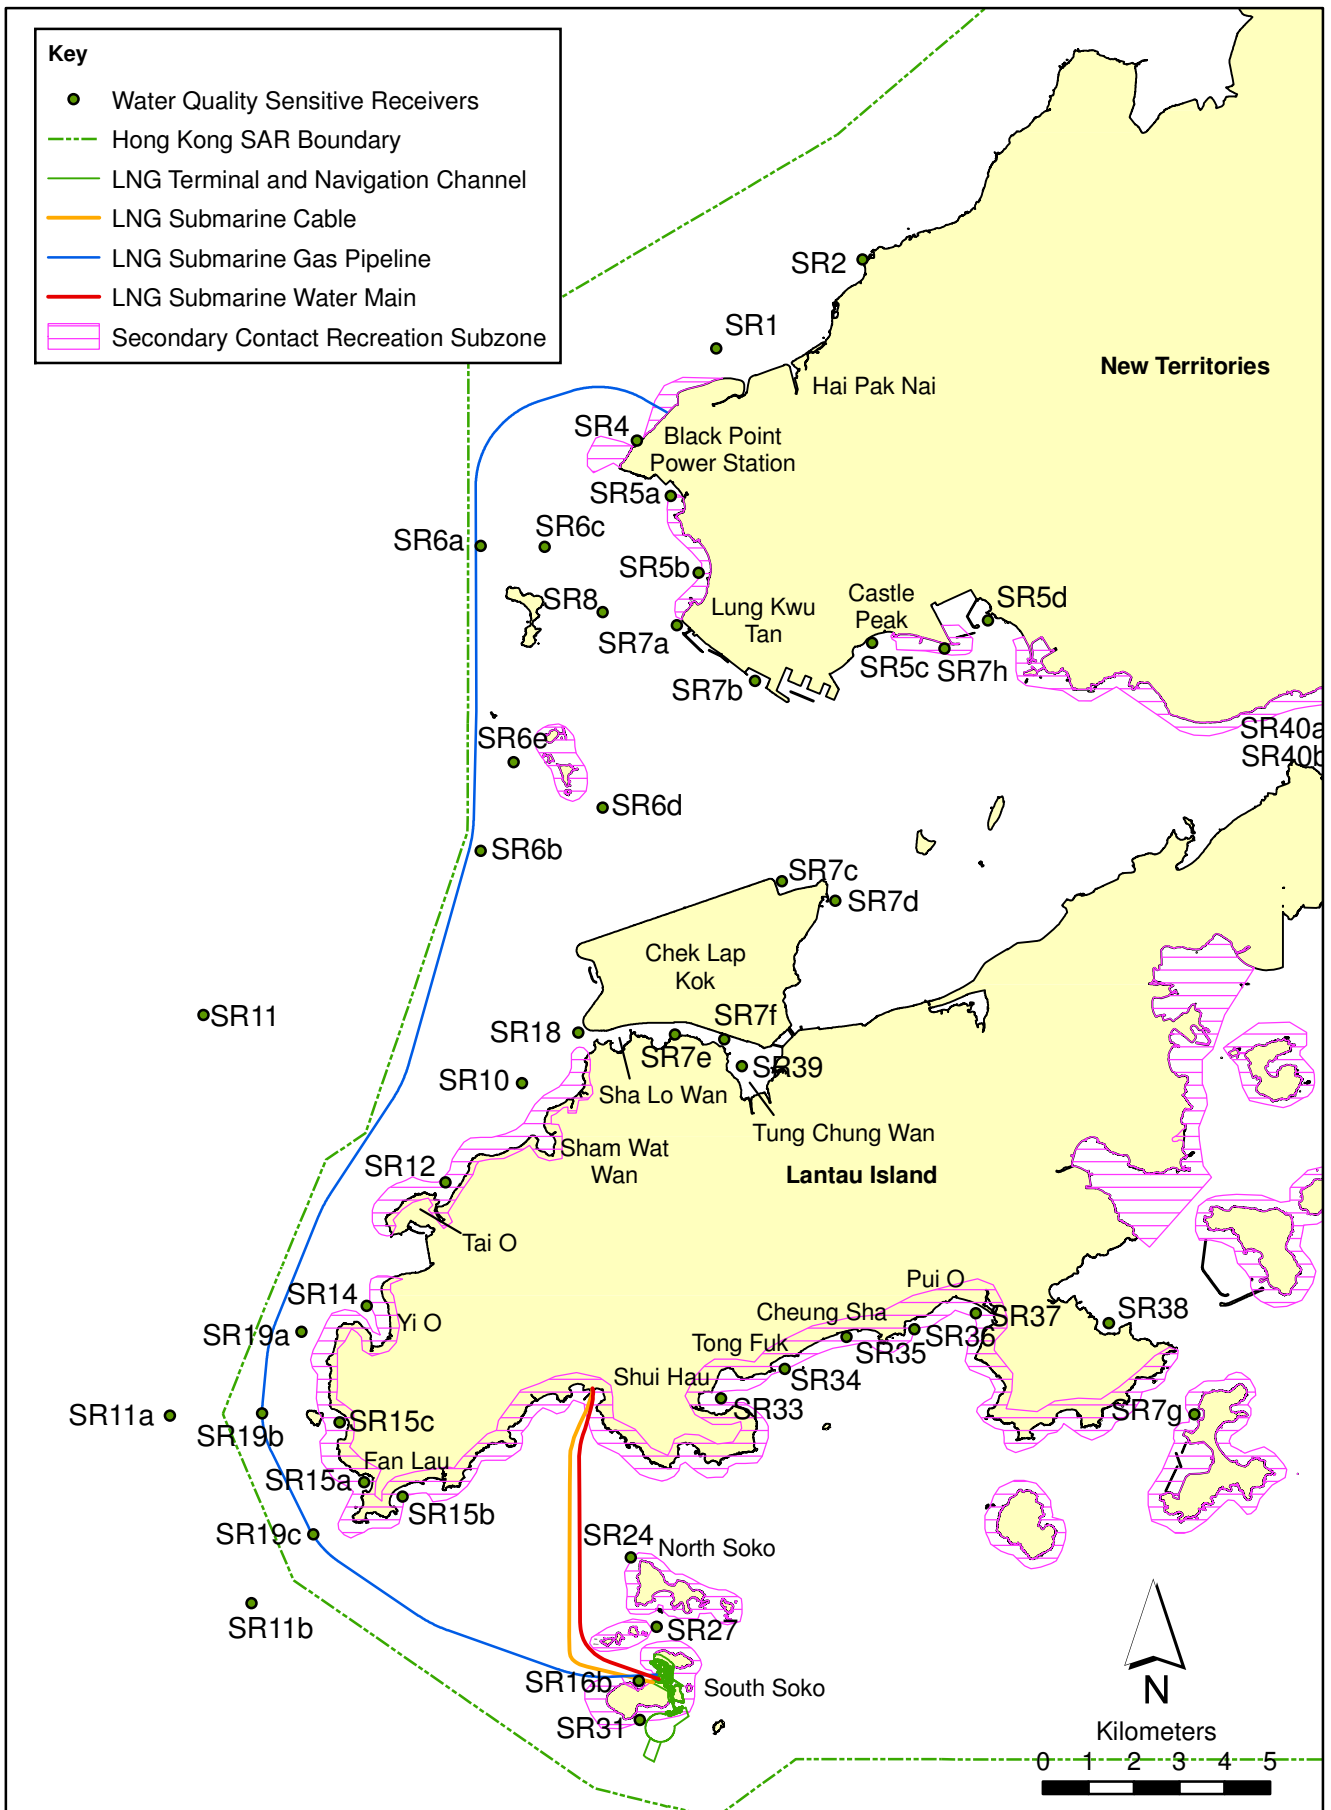 Key
Water Quality Sensitive Receivers
Hong Kong SAR Boundary
LNG Terminal and Navigation Channel
LNG Submarine Cable
LNG Submarine Gas Pipeline
LNG Submarine Water Main
Secondary Contact Recreation Subzone
SR2
SR1
New Territories
Hai Pak Nai
SR4
Black Point
Power Station
SR5a
SR6c
SR6a
SR5b
SR8
Lung Kwu
Tan
Castle
Peak
SR5d
SR7a
SR5c
SR7h
SR7b
SR40a
SR40b
SR6e
SR6d
SR6b
SR7c
SR7d
Chek Lap
Kok
SR11
SR7f
SR18
SR7e
SR39
SR10
Sha Lo Wan
Tung Chung Wan
Sham Wat
Wan
SR12
Lantau Island
Tai O
Pui O
SR14
Yi O
Cheung Sha
SR37
SR38
SR19a
Tong Fuk
SR36
SR35
Shui Hau
SR34
SR33
SR11a
SR19b
SR15c
SR7g
Fan Lau
SR15a
SR15b
SR19c
SR24
North Soko
SR11b
SR27
SR16b
South Soko
SR31
N
Kilometers
0 1 2 3 4 5